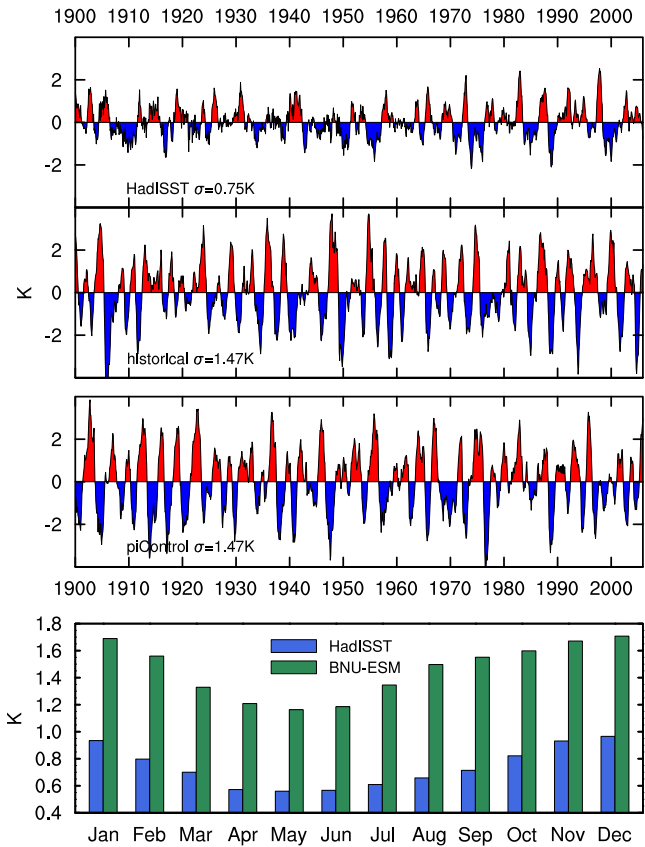 1900 1910 1920 1930 1940 1950 1960 1970 1980 1990 2000
2
0
-2
HadISST σ=0.75K
2
0
-2
K
historical σ=1.47K
2
0
-2
piControl σ=1.47K
1900 1910 1920 1930 1940 1950 1960 1970 1980 1990 2000
1.8
1.6
1.4
1.2
1.0
0.8
0.6
0.4
K
HadISST
BNU-ESM
Jan Feb Mar Apr May Jun Jul Aug Sep Oct Nov Dec